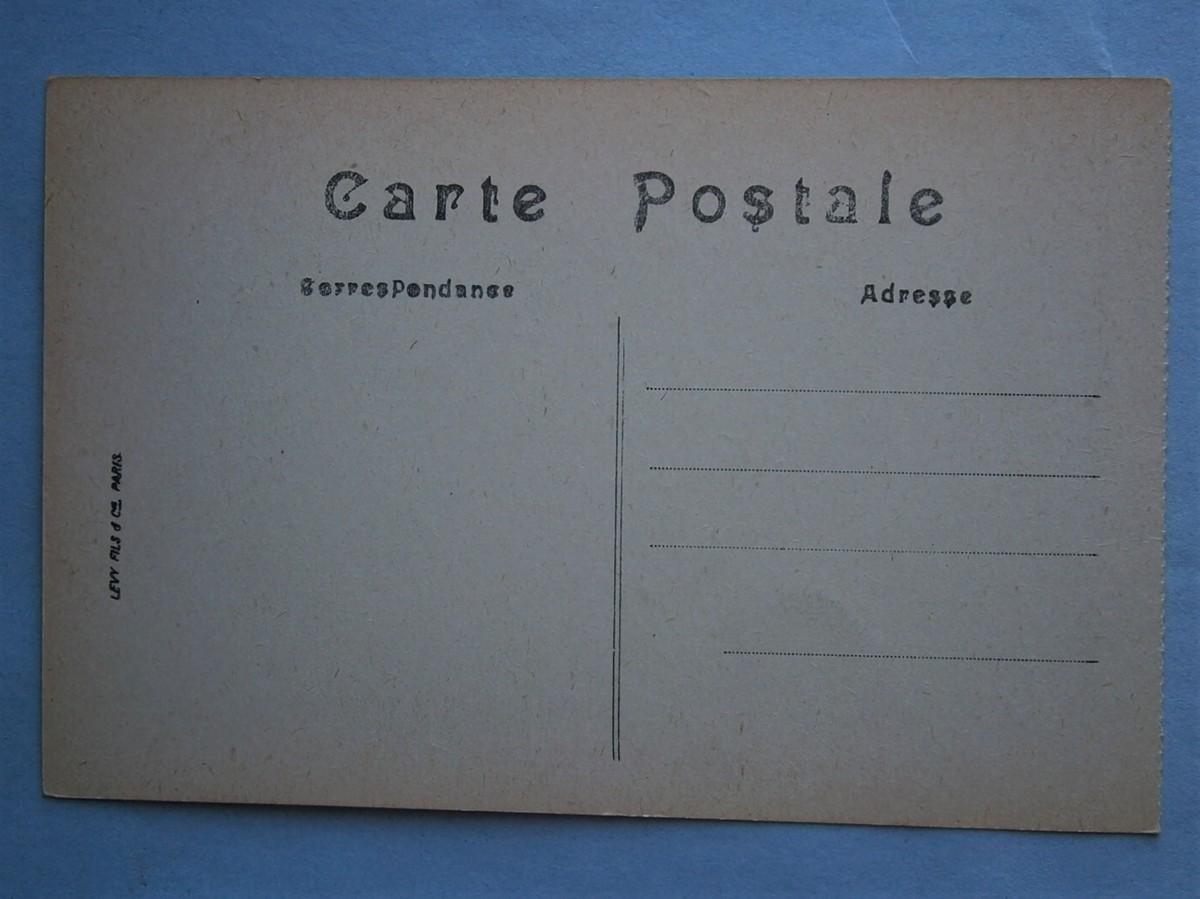 Carte Postale
Correspondance
Adresse
LEVY FILS & Cie. PARIS.